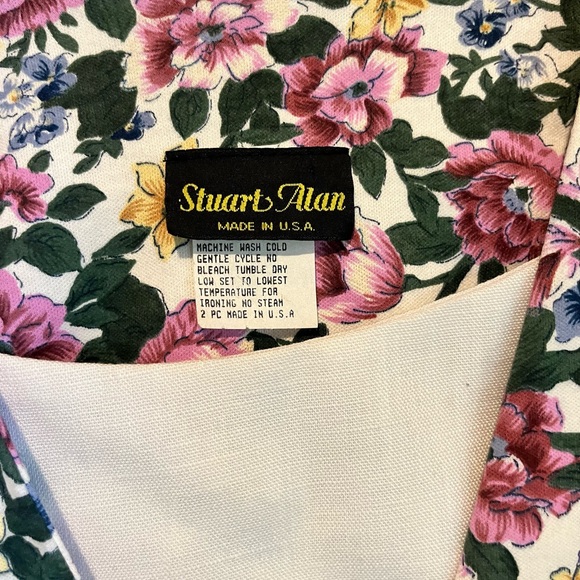 Stuart Alan
MADE IN U.S.A.
MACHINE WASH COLD
GENTLE CYCLE NO
BLEACH TUMBLE DRY
LOW SET TO LOWEST
TEMPERATURE FOR
IRONING NO STEAM
2 PC MADE IN U.S.A